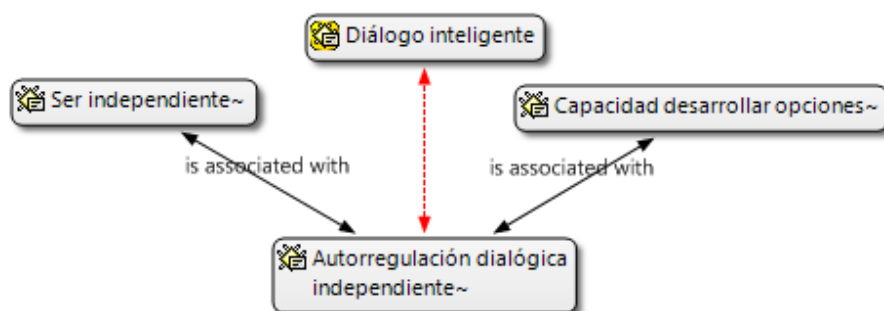 Diálogo inteligente
Ser independiente~
Capacidad desarrollar opciones~
is associated with
is associated with
Autorregulación dialógica
independiente~